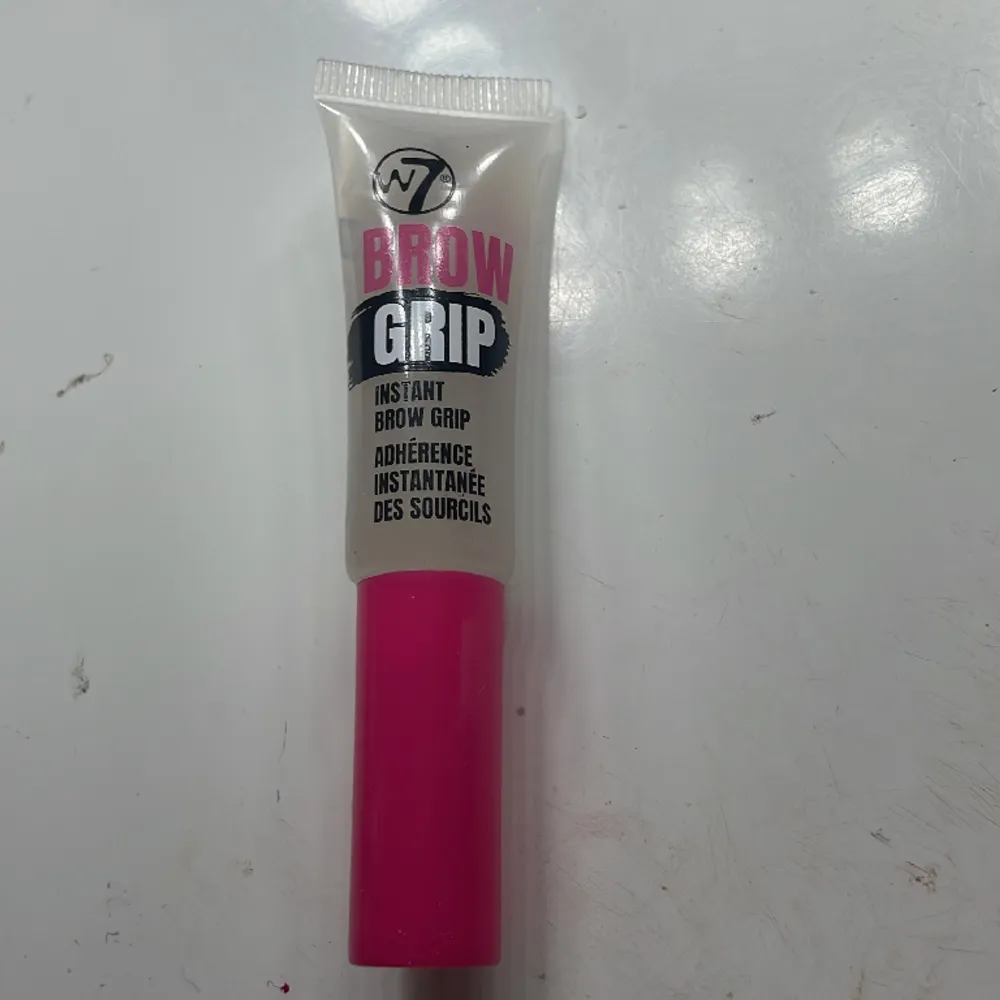 W7®
BROW
GRIP
INSTANT
BROW GRIP
ADHÉRENCE
INSTANTANÉE
DES SOURCILS